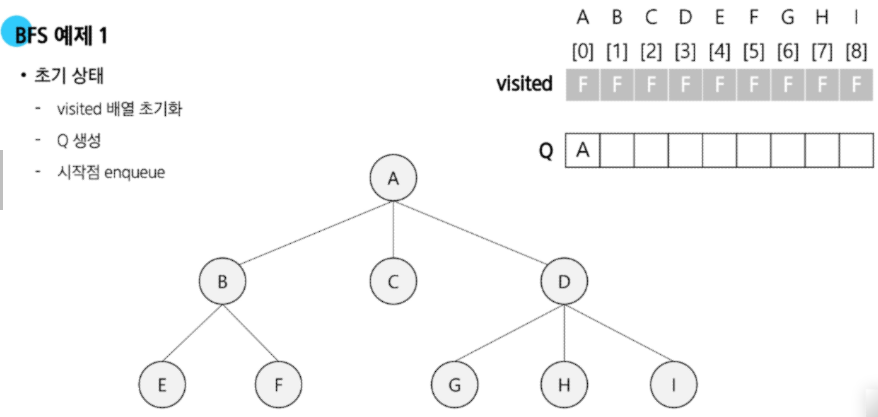 BFS 예제 1
• 초기 상태
- visited 배열 초기화
- Q 생성
- 시작점 enqueue
A B C D E F G H I
[0] [1] [2] [3] [4] [5] [6] [7] [8]
visited F F F F F F F F F
Q A
A
B C D
E F G H I